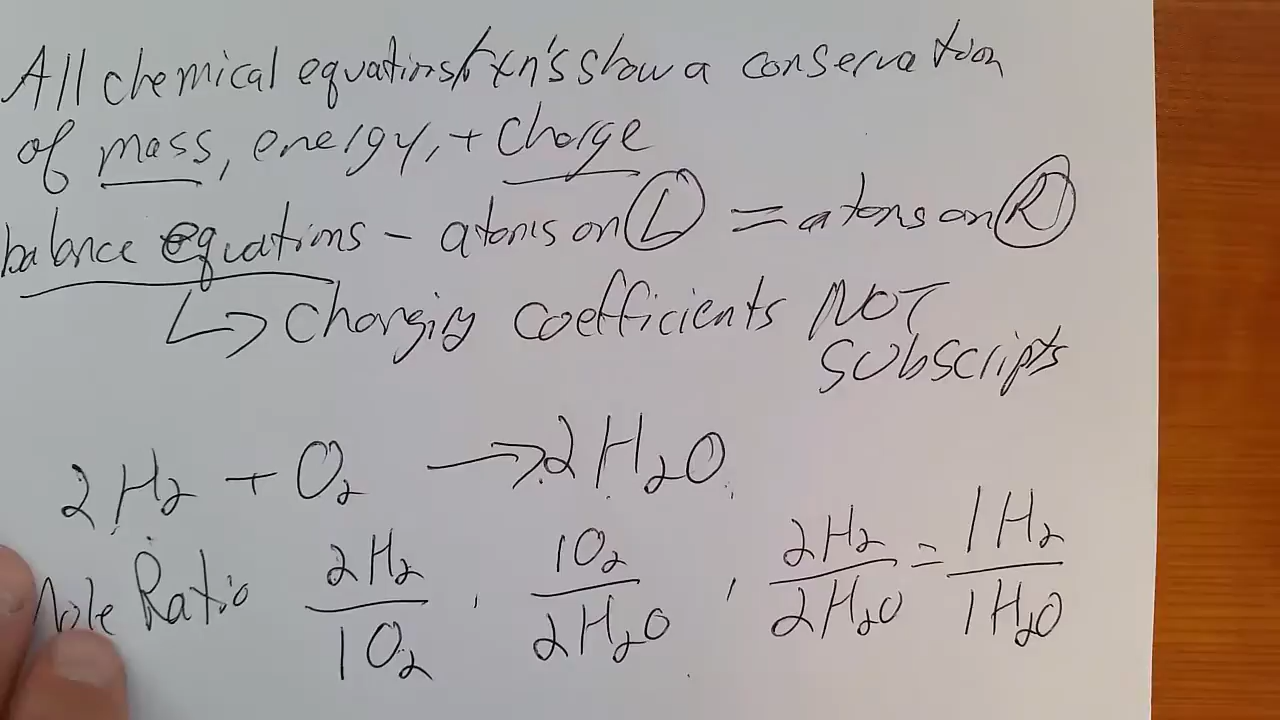 All chemical equations/rxn's show a conservation
of mass, energy, + charge
balance equations - atoms on L = atoms on R
↳ Changing coefficients NOT
subscripts
2H₂ + O₂ → 2H₂O
Mole Ratio 2H₂/1O₂, 1O₂/2H₂O, 2H₂/2H₂O = 1H₂/1H₂O